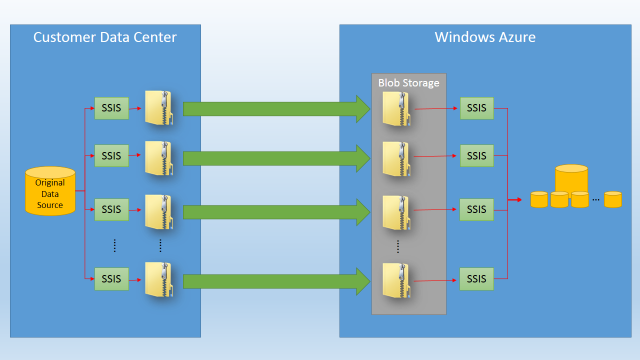 Customer Data Center
Windows Azure
Blob Storage
SSIS
SSIS
SSIS
SSIS
Original
Data
Source
SSIS
SSIS
SSIS
SSIS